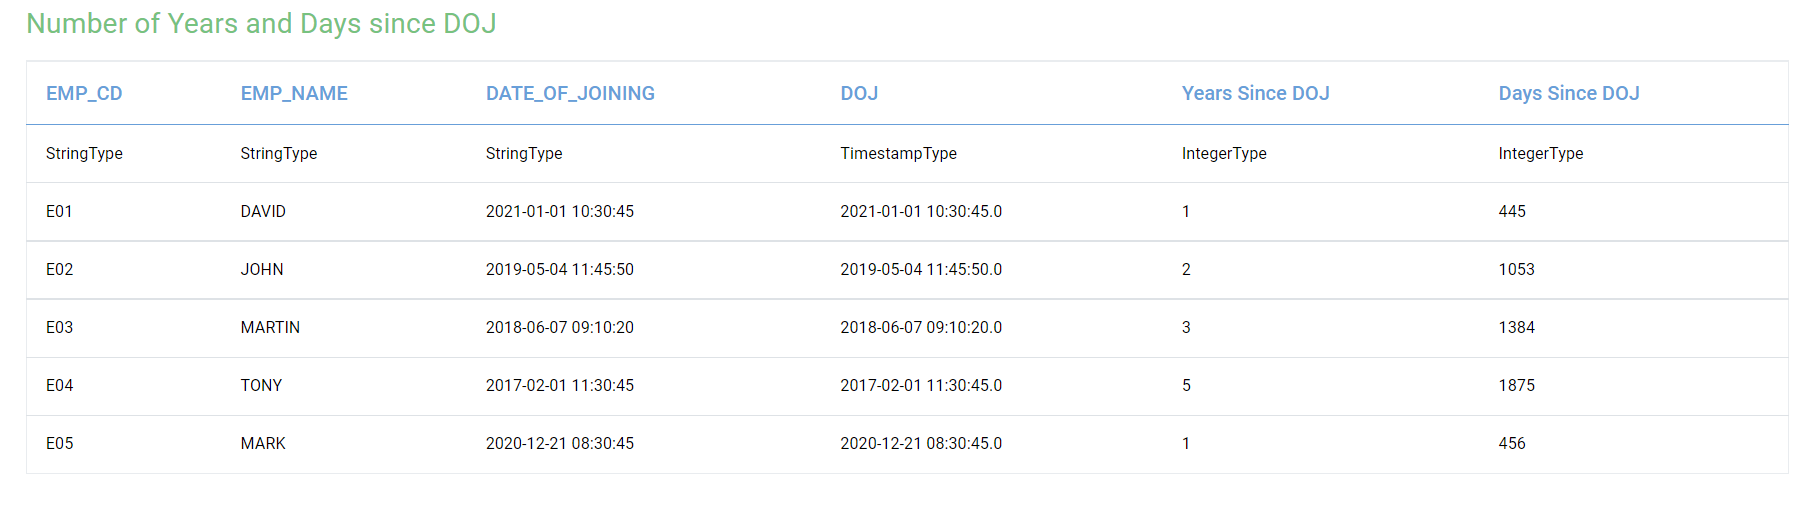 Number of Years and Days since DOJ
EMP_CD EMP_NAME DATE_OF_JOINING DOJ Years Since DOJ Days Since DOJ
StringType StringType StringType TimestampType IntegerType IntegerType
E01 DAVID 2021-01-01 10:30:45 2021-01-01 10:30:45.0 1 445
E02 JOHN 2019-05-04 11:45:50 2019-05-04 11:45:50.0 2 1053
E03 MARTIN 2018-06-07 09:10:20 2018-06-07 09:10:20.0 3 1384
E04 TONY 2017-02-01 11:30:45 2017-02-01 11:30:45.0 5 1875
E05 MARK 2020-12-21 08:30:45 2020-12-21 08:30:45.0 1 456